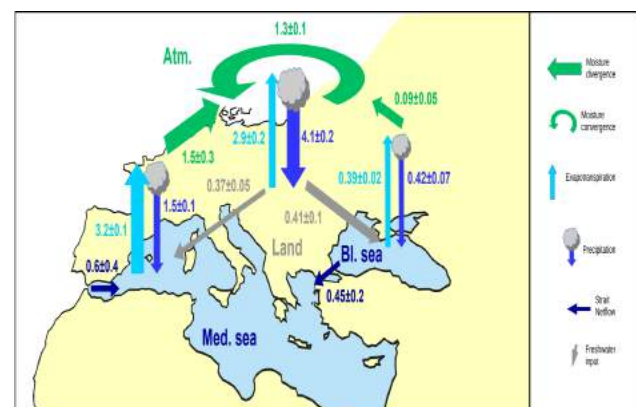 1.3±0.1
Atm.
0.09±0.05
2.9±0.2
4.1±0.2
1.5±0.3
0.37±0.05
0.39±0.02
0.42±0.07
1.5±0.1
0.41±0.1
3.2±0.1
Land
Bl. sea
0.6±0.4
0.45±0.2
Med. sea
Moisture
divergence
Moisture
convergence
Evapotranspiration
Precipitation
Strait
Netflow
Freshwater
input